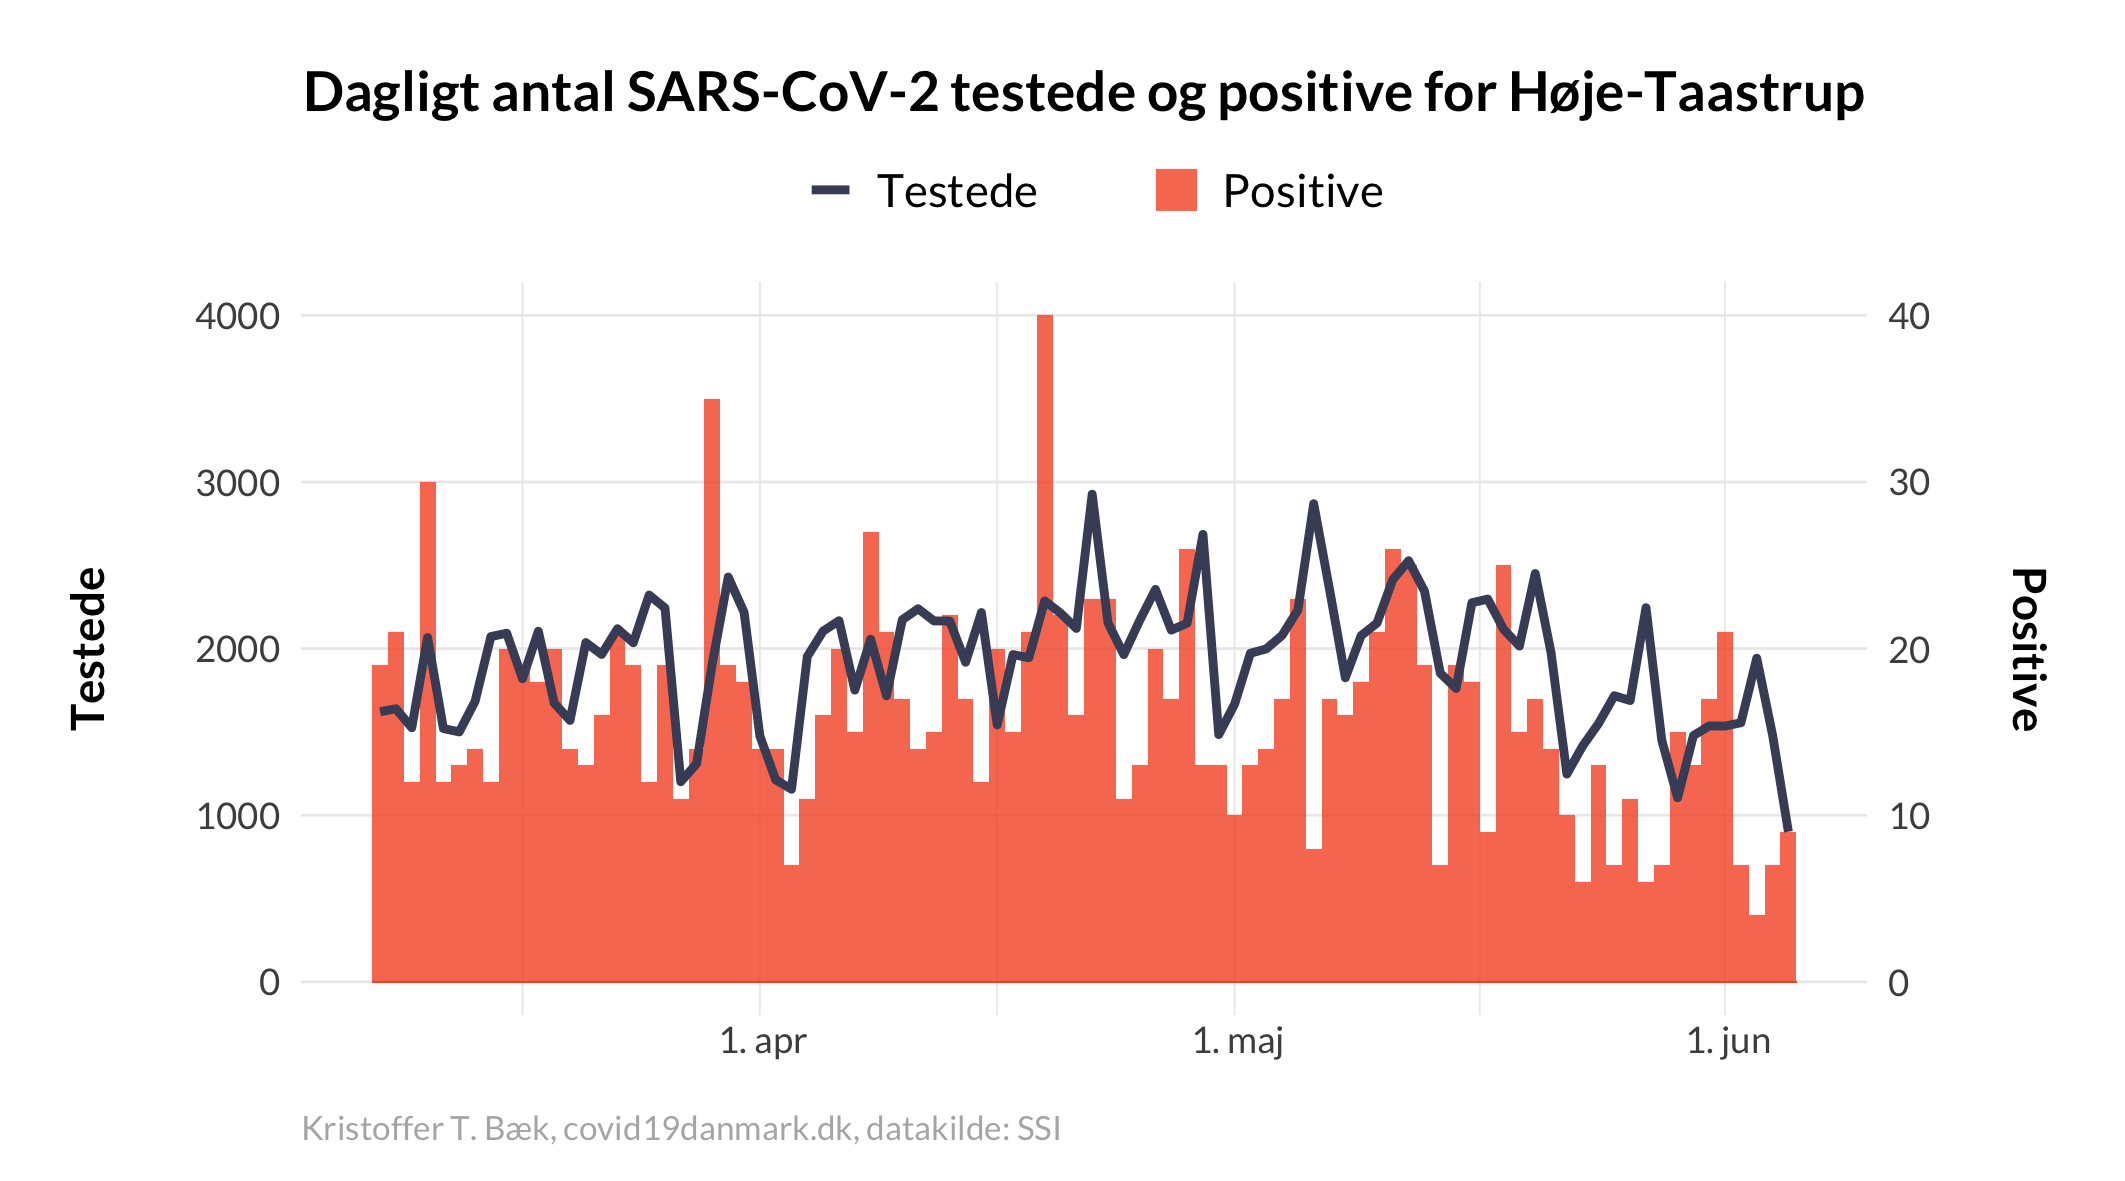 Dagligt antal SARS-CoV-2 testede og positive for Høje-Taastrup
Testede Positive
4000 40
3000 30
2000 20
1000 10
0 0
Testede
Positive
1. apr 1. maj 1. jun
Kristoffer T. Bæk, covid19danmark.dk, datakilde: SSI